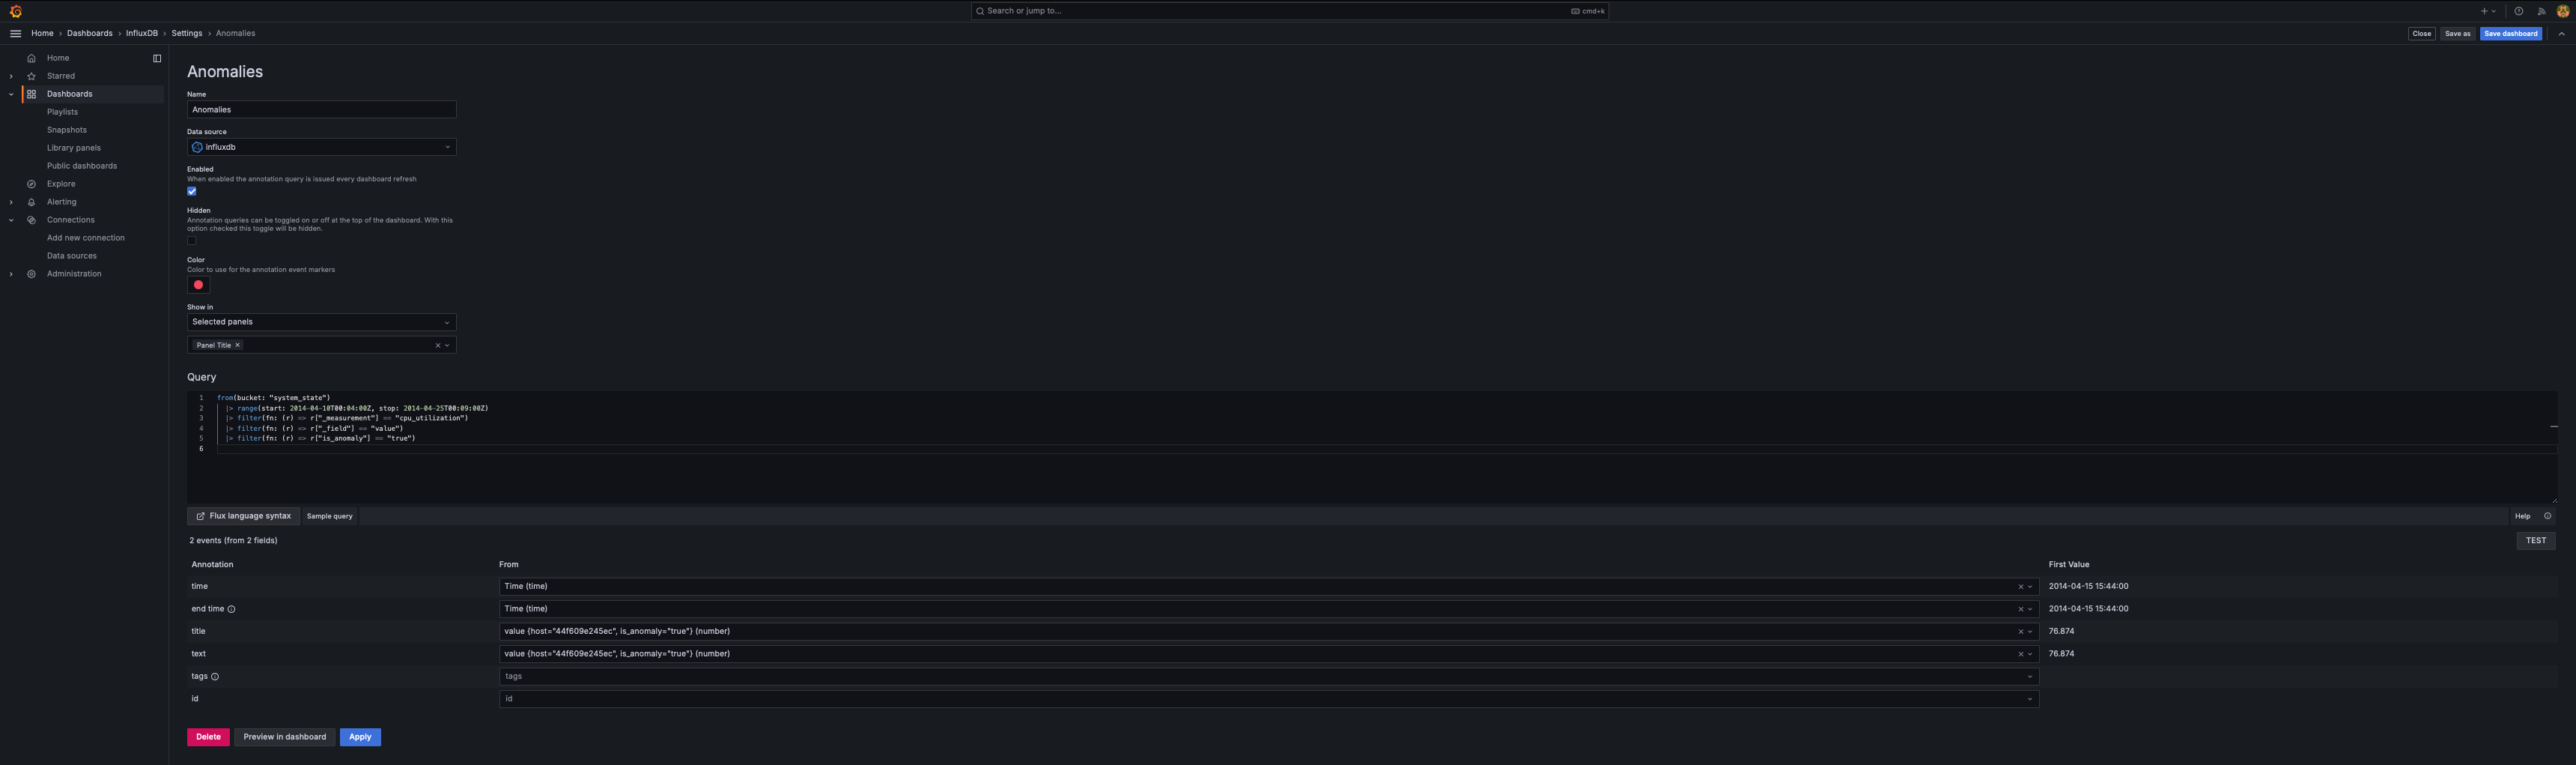 Search or jump to...
cmd+k
Home › Dashboards › InfluxDB › Settings › Anomalies
Close
Save as
Save dashboard
Home
Starred
Dashboards
Playlists
Snapshots
Library panels
Public dashboards
Explore
Alerting
Connections
Add new connection
Data sources
Administration
Anomalies
Name
Anomalies
Data source
influxdb
Enabled
When enabled the annotation query is issued every dashboard refresh
Hidden
Annotation queries can be toggled on or off at the top of the dashboard. With this
option checked this toggle will be hidden.
Color
Color to use for the annotation event markers
Show in
Selected panels
Panel Title
Query
1 from(bucket: "system_state")
2 |> range(start: 2014-04-10T00:04:00Z, stop: 2014-04-25T00:09:00Z)
3 |> filter(fn: (r) => r["_measurement"] == "cpu_utilization")
4 |> filter(fn: (r) => r["_field"] == "value")
5 |> filter(fn: (r) => r["is_anomaly"] == "true")
6
Flux language syntax
Sample query
Help
2 events (from 2 fields)
TEST
Annotation From First Value
time Time (time) 2014-04-15 15:44:00
end time Time (time) 2014-04-15 15:44:00
title value {host="44f609e245ec", is_anomaly="true"} (number) 76.874
text value {host="44f609e245ec", is_anomaly="true"} (number) 76.874
tags tags
id id
Delete
Preview in dashboard
Apply